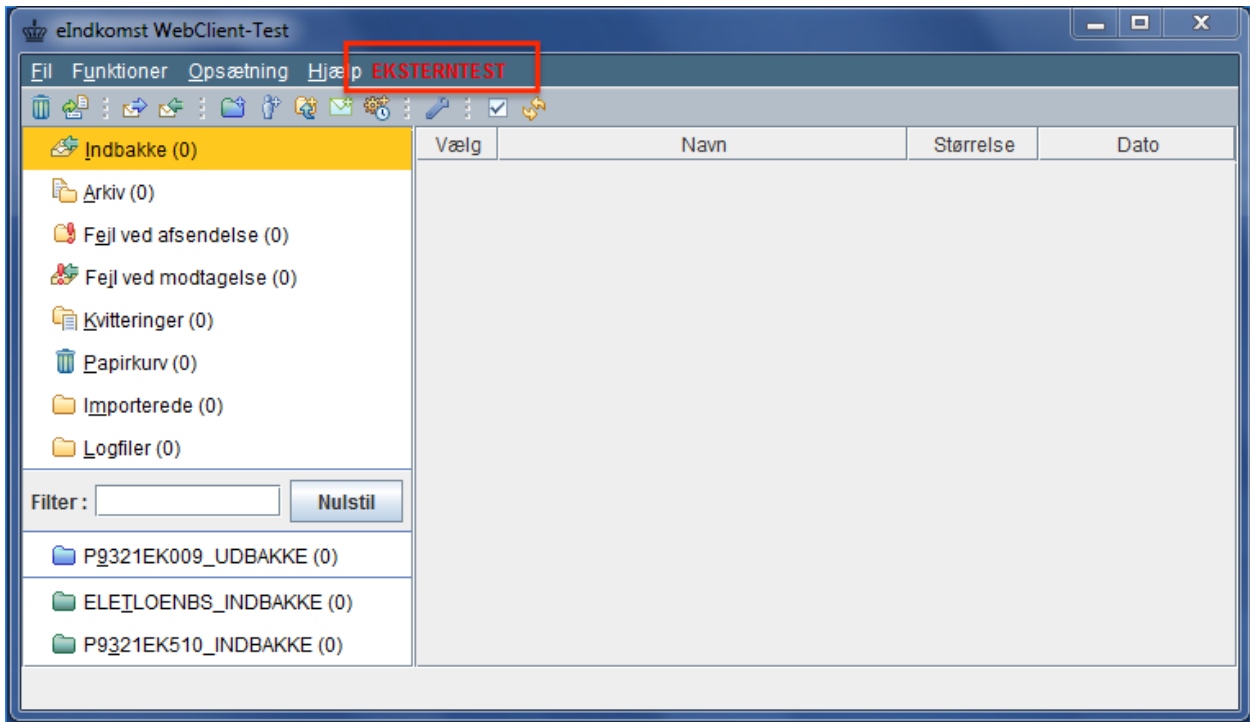 eIndkomst WebClient-Test
Fil Funktioner Opsætning Hjælp EKSTERNTEST
Indbakke (0)
Vælg Navn Størrelse Dato
Arkiv (0)
Fejl ved afsendelse (0)
Fejl ved modtagelse (0)
Kvitteringer (0)
Papirkurv (0)
Importerede (0)
Logfiler (0)
Filter : Nulstil
P9321EK009_UDBAKKE (0)
ELETLOENBS_INDBAKKE (0)
P9321EK510_INDBAKKE (0)